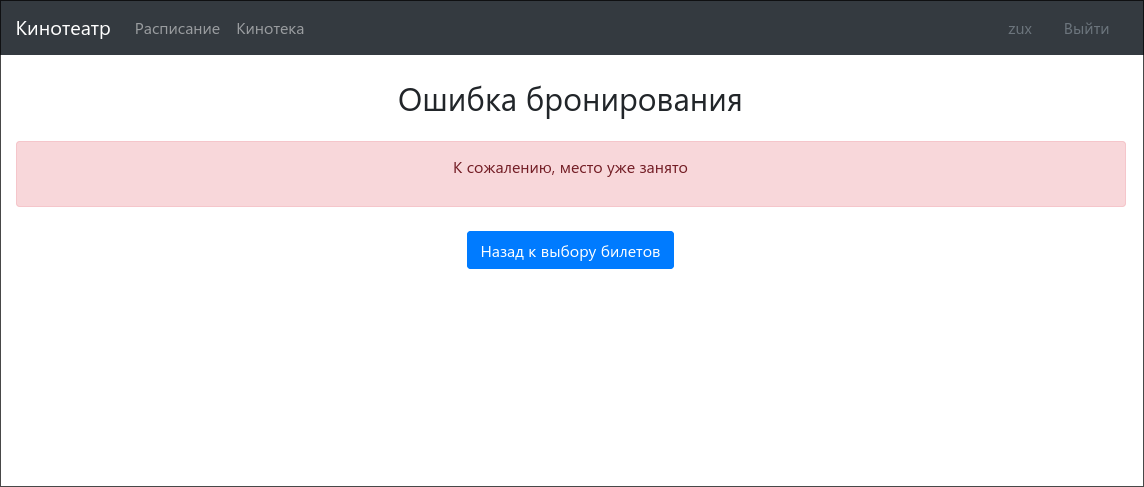 Кинотеатр Расписание Кинотека zux Выйти
Ошибка бронирования
К сожалению, место уже занято
Назад к выбору билетов